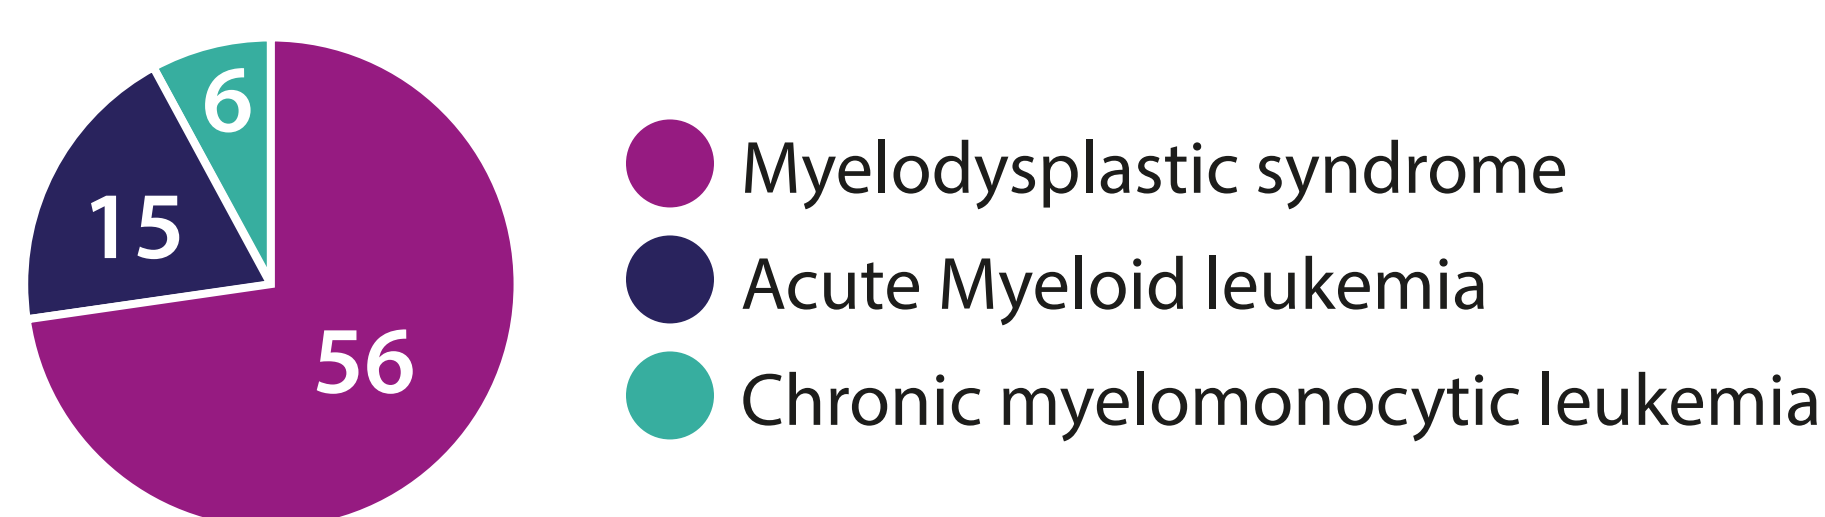 6
15
56
Myelodysplastic syndrome
Acute Myeloid leukemia
Chronic myelomonocytic leukemia